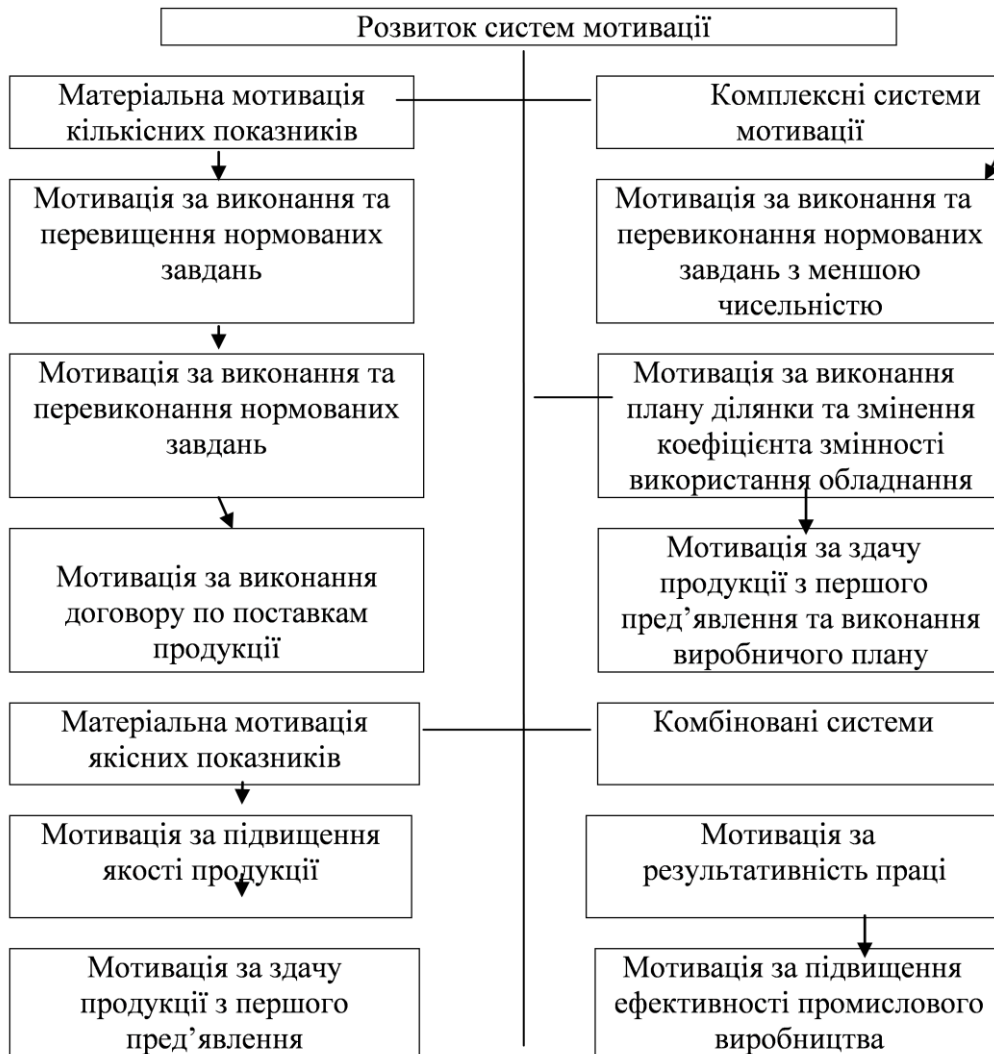 Розвиток систем мотивації
Матеріальна мотивація
кількісних показників
Комплексні системи
мотивації
Мотивація за виконання та
перевищення нормованих
завдань
Мотивація за виконання та
перевиконання нормованих
завдань з меншою
чисельністю
Мотивація за виконання та
перевиконання нормованих
завдань
Мотивація за виконання
плану ділянки та змінення
коефіцієнта змінності
використання обладнання
Мотивація за виконання
договору по поставкам
продукції
Мотивація за здачу
продукції з першого
пред’явлення та виконання
виробничого плану
Матеріальна мотивація
якісних показників
Комбіновані системи
Мотивація за підвищення
якості продукції
Мотивація за
результативність праці
Мотивація за здачу
продукції з першого
пред’явлення
Мотивація за підвищення
ефективності промислового
виробництва